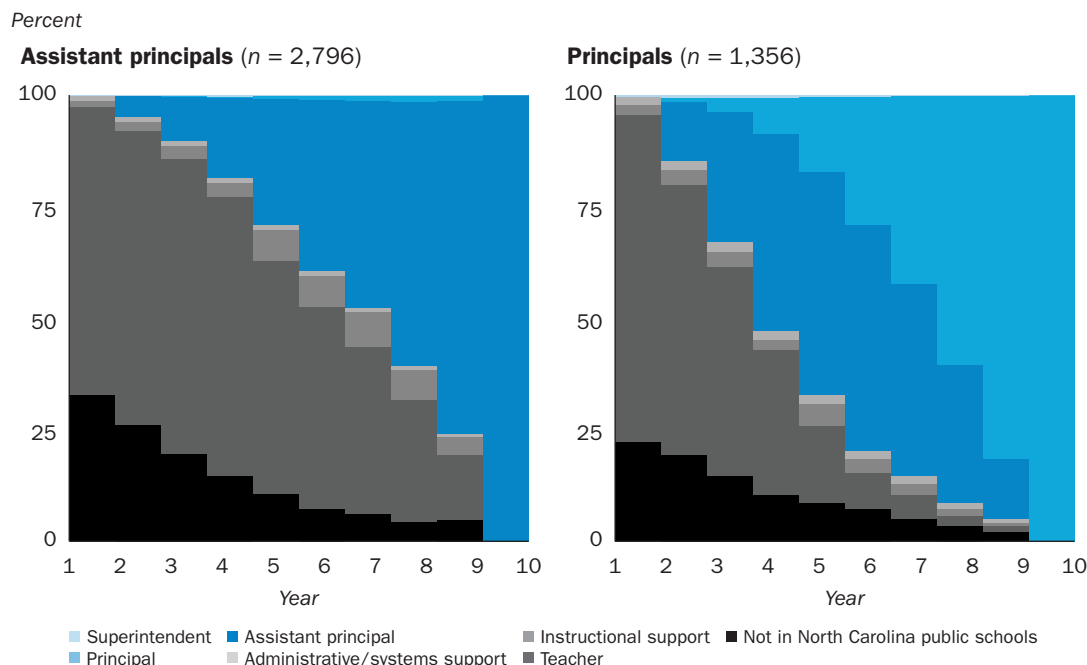 Percent
Assistant principals (n = 2,796)
100
75
50
25
0
1 2 3 4 5 6 7 8 9 10
Year
Principals (n = 1,356)
100
75
50
25
0
1 2 3 4 5 6 7 8 9 10
Year
Superintendent Assistant principal Instructional support Not in North Carolina public schools
Principal Administrative/systems support Teacher